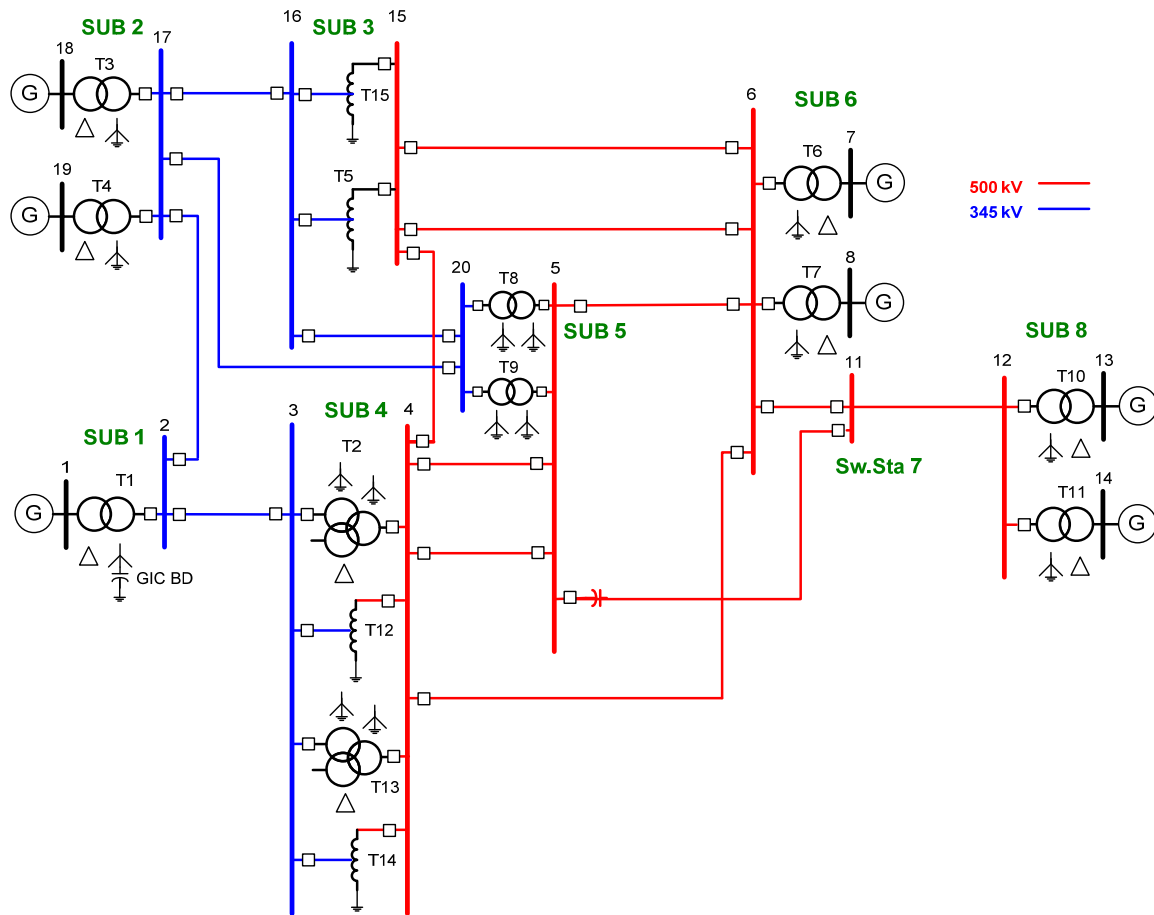 16
SUB 3
15
SUB 2
17
18
T3
G
T15
6
SUB 6
7
T6
G
19
T4
G
T5
500 kV
345 kV
20
5
T8
8
T7
G
SUB 5
SUB 8
T9
11
12
13
T10
G
3
SUB 4
4
SUB 1
2
T2
1
T1
G
Sw.Sta 7
14
T11
G
GIC BD
T12
T13
T14